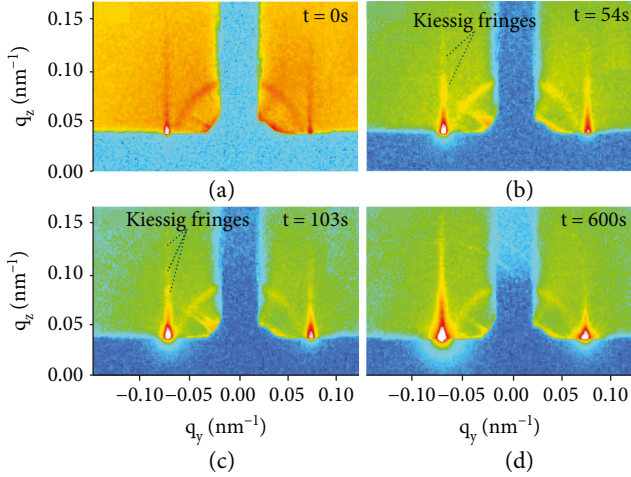 0.15
0.10
0.05
0.00
q_z (nm⁻¹)
t = 0s
(a)
Kiessig fringes
t = 54s
(b)
0.15
0.10
0.05
0.00
q_z (nm⁻¹)
Kiessig fringes
t = 103s
−0.10 −0.05 0.00 0.05 0.10
q_y (nm⁻¹)
(c)
t = 600s
−0.10 −0.05 0.00 0.05 0.10
q_y (nm⁻¹)
(d)